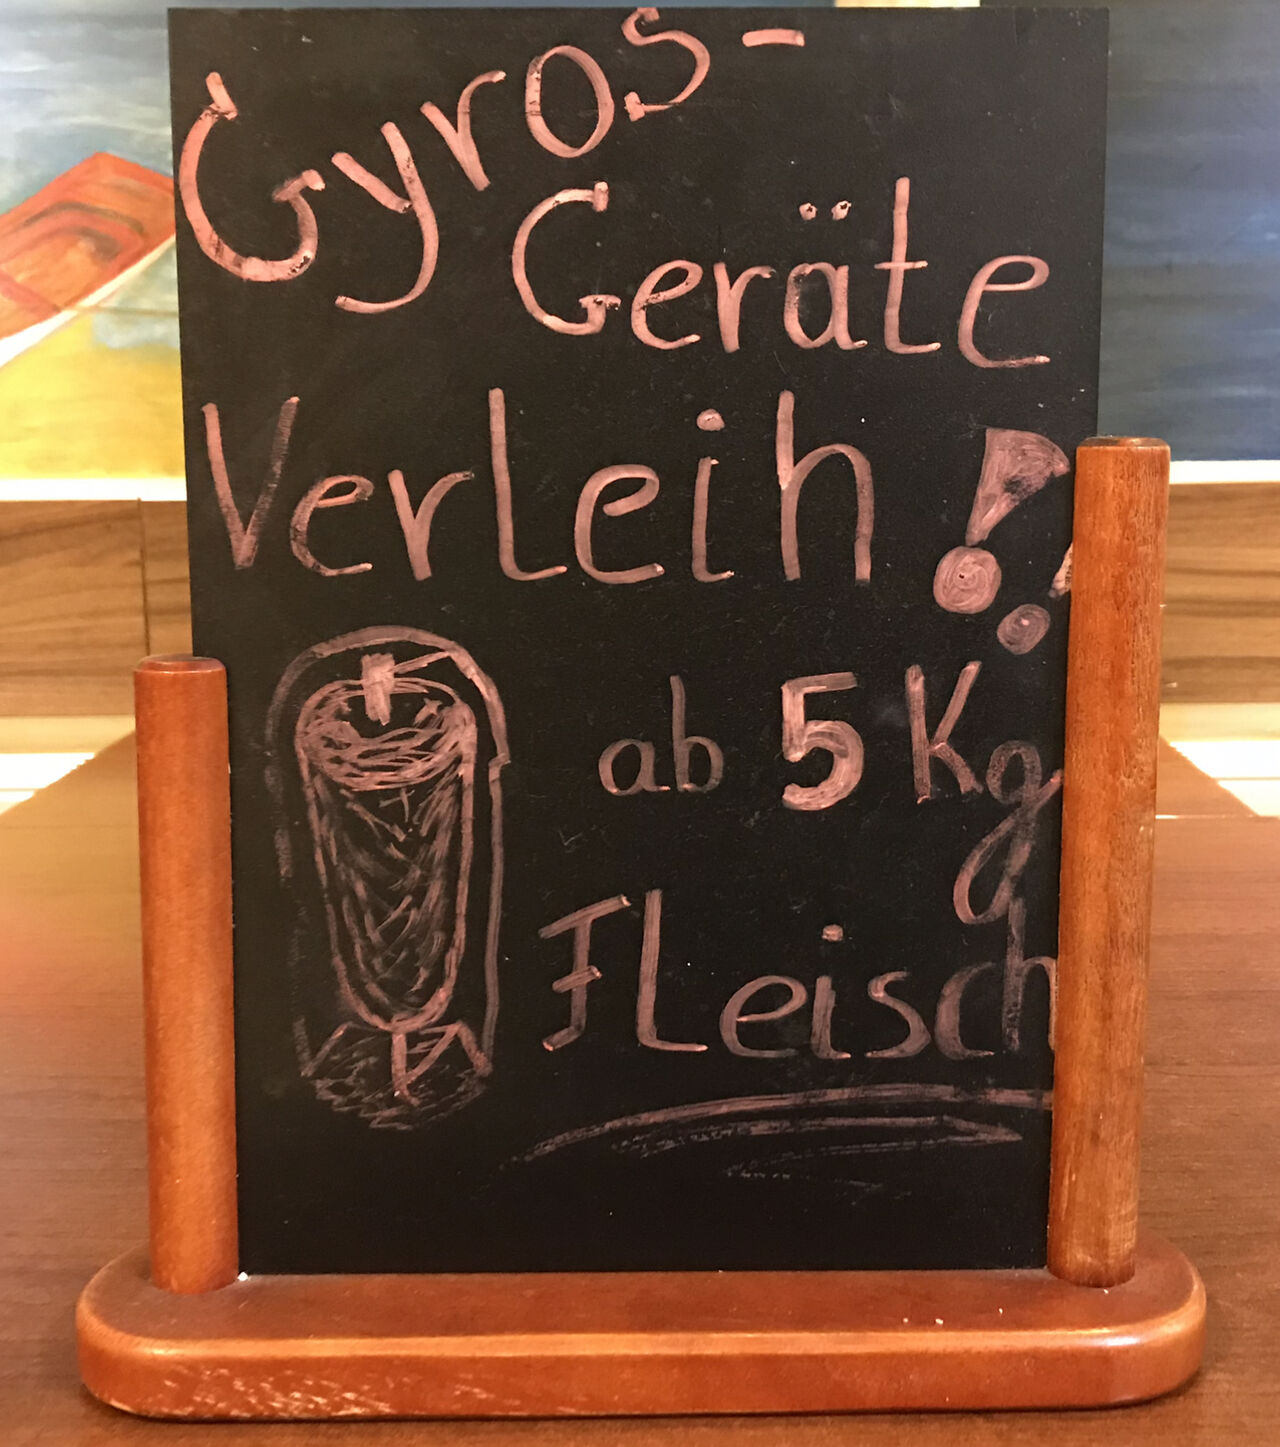 Gyros-
Geräte
Verleih!!
ab 5 Kg
Fleisch